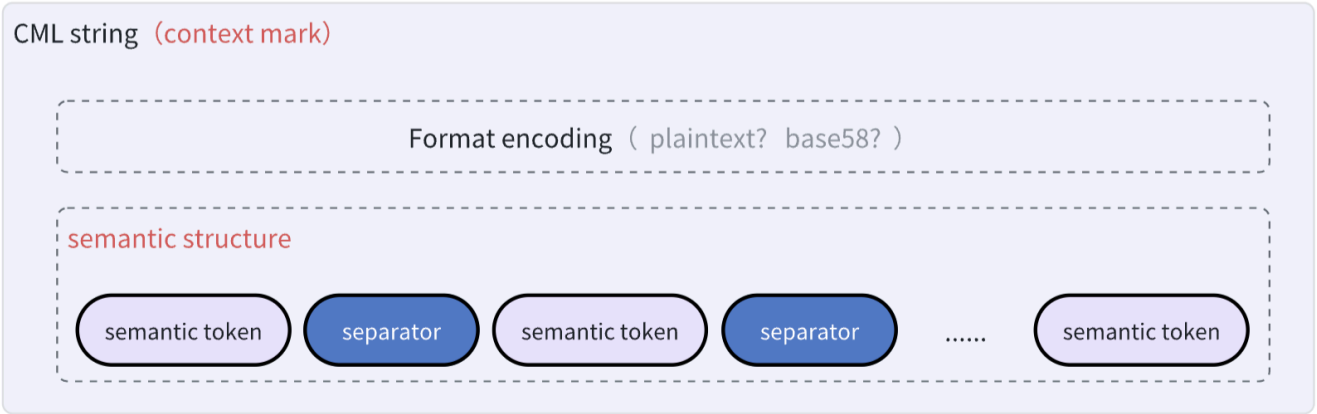 CML string（context mark）
Format encoding（ plaintext? base58? ）
semantic structure
semantic token separator semantic token separator ...... semantic token